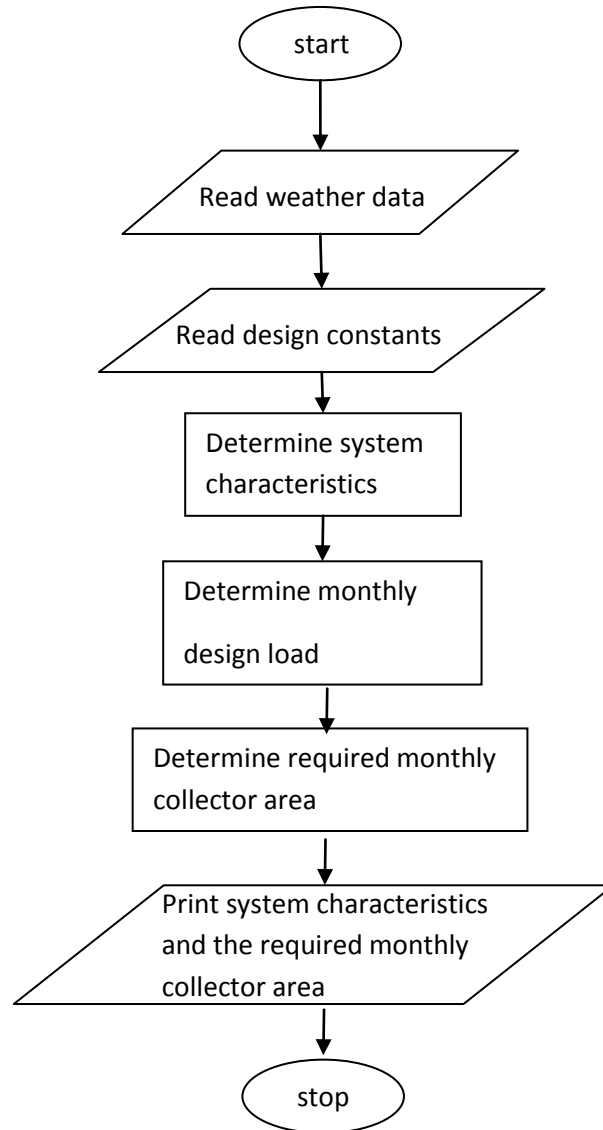 start
Read weather data
Read design constants
Determine system
characteristics
Determine monthly
design load
Determine required monthly
collector area
Print system characteristics
and the required monthly
collector area
stop